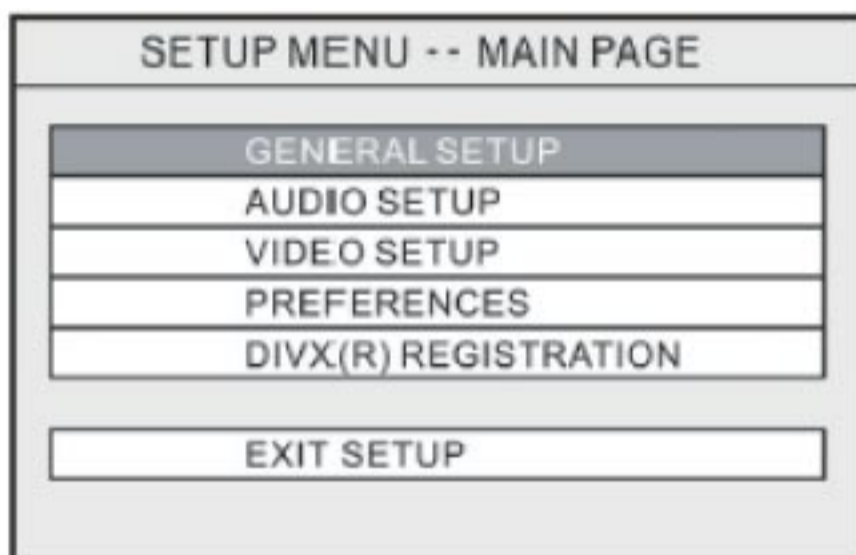 SETUP MENU -- MAIN PAGE
GENERAL SETUP
AUDIO SETUP
VIDEO SETUP
PREFERENCES
DIVX(R) REGISTRATION
EXIT SETUP